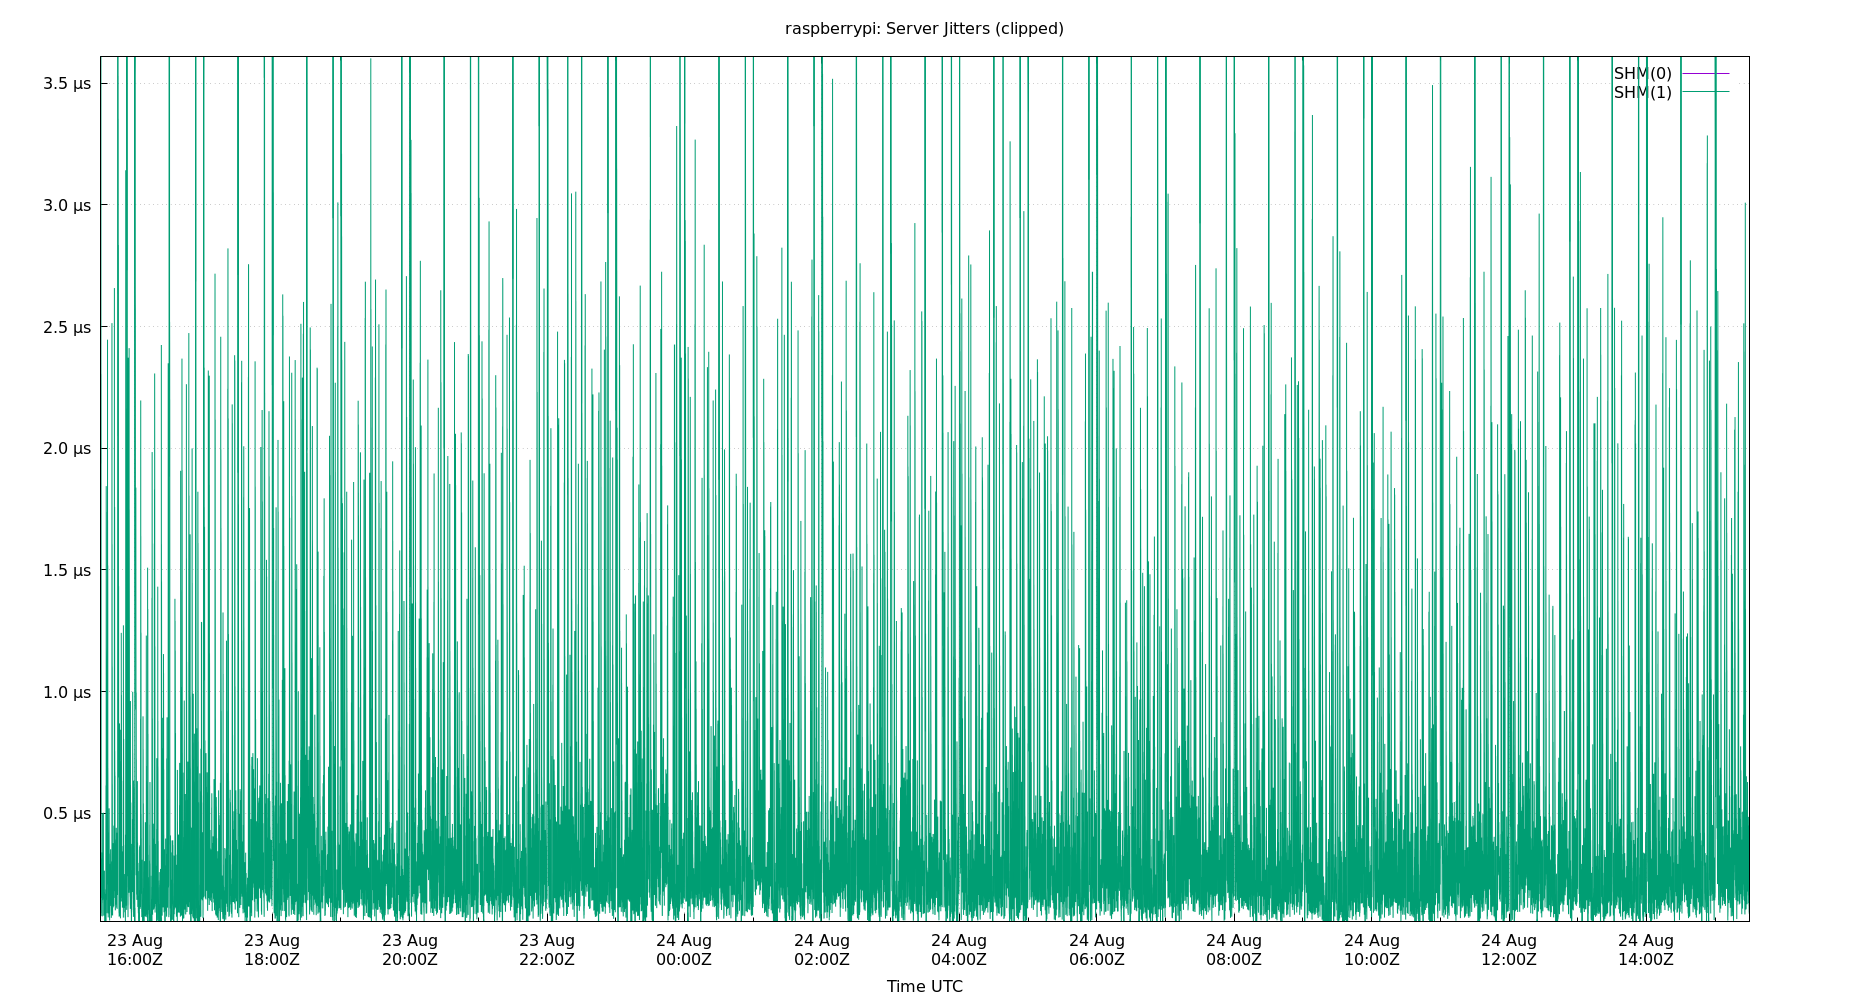 raspberrypi: Server Jitters (clipped)
SHM(0)
SHM(1)
3.5 µs
3.0 µs
2.5 µs
2.0 µs
1.5 µs
1.0 µs
0.5 µs
23 Aug 23 Aug 23 Aug 23 Aug 24 Aug 24 Aug 24 Aug 24 Aug 24 Aug 24 Aug 24 Aug 24 Aug
16:00Z 18:00Z 20:00Z 22:00Z 00:00Z 02:00Z 04:00Z 06:00Z 08:00Z 10:00Z 12:00Z 14:00Z
Time UTC